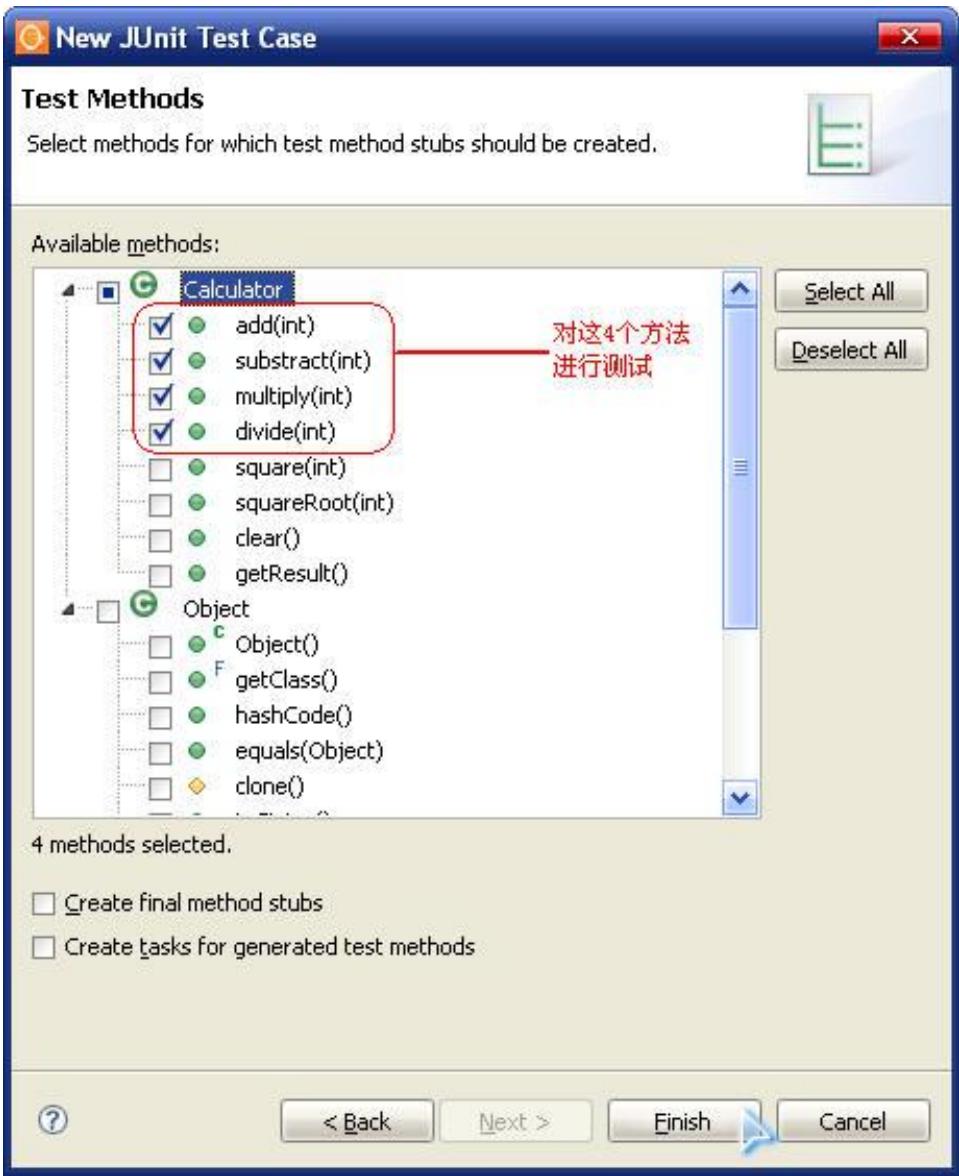 New JUnit Test Case
Test Methods
Select methods for which test method stubs should be created.
Available methods:
Calculator
add(int)
substract(int)
multiply(int)
divide(int)
square(int)
squareRoot(int)
clear()
getResult()
Object
Object()
getClass()
hashCode()
equals(Object)
clone()
对这4个方法
进行测试
Select All
Deselect All
4 methods selected.
Create final method stubs
Create tasks for generated test methods
< Back
Next >
Finish
Cancel